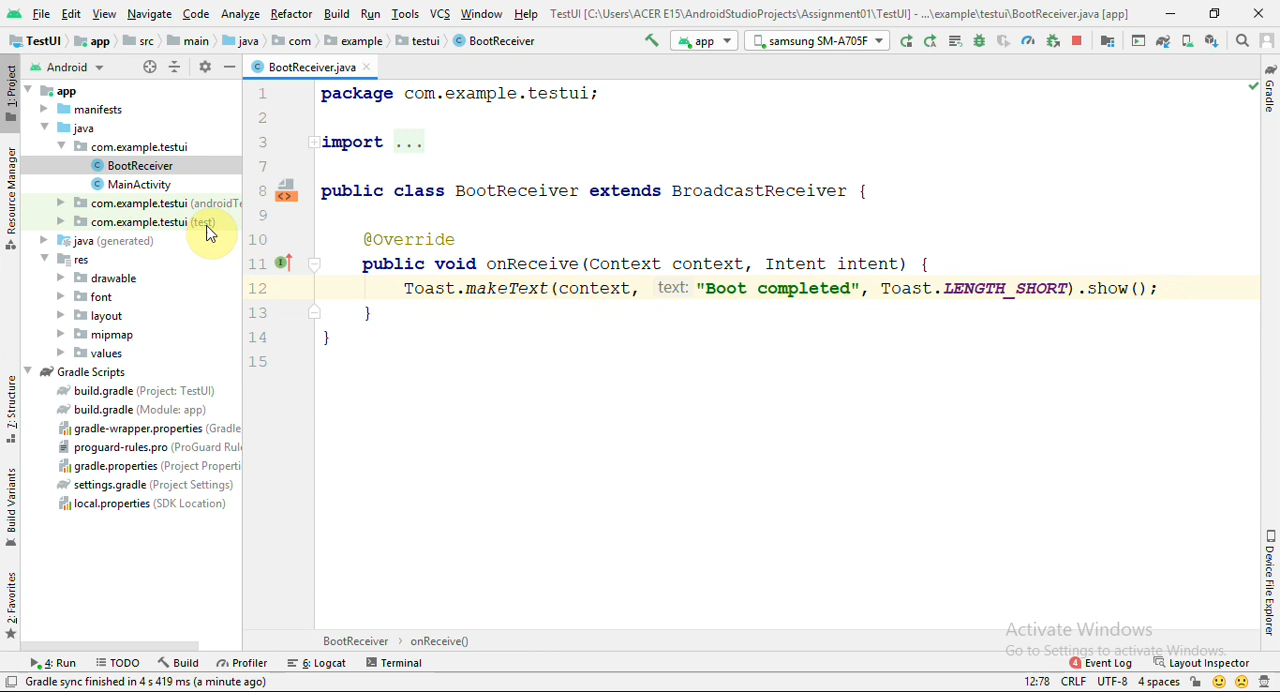 File Edit View Navigate Code Analyze Refactor Build Run Tools VCS Window Help TestUI [C:\Users\ACER E15\AndroidStudioProjects\Assignment01\TestUI] - ...\example\testui\BootReceiver.java [app]
TestUI app src main java com example testui BootReceiver app samsung SM-A705F
Android
BootReceiver.java
1: Project
Resource Manager
Z: Structure
Build Variants
2: Favorites
app
manifests
java
com.example.testui
BootReceiver
MainActivity
com.example.testui (androidTe
com.example.testui (test)
java (generated)
res
drawable
font
layout
mipmap
values
Gradle Scripts
build.gradle (Project: TestUI)
build.gradle (Module: app)
gradle-wrapper.properties (Gradle
proguard-rules.pro (ProGuard Rul
gradle.properties (Project Properti
settings.gradle (Project Settings)
local.properties (SDK Location)
1 package com.example.testui;
2
3 import ...
7
8 public class BootReceiver extends BroadcastReceiver {
9
10 @Override
11 public void onReceive(Context context, Intent intent) {
12 Toast.makeText(context, text: "Boot completed", Toast.LENGTH_SHORT).show();
13 }
14 }
15
Gradle
Device File Explorer
Activate Windows
Go to Settings to activate Windows.
BootReceiver › onReceive()
4: Run TODO Build Profiler 6: Logcat Terminal 4 Event Log Layout Inspector
Gradle sync finished in 4 s 419 ms (a minute ago) 12:78 CRLF UTF-8 4 spaces